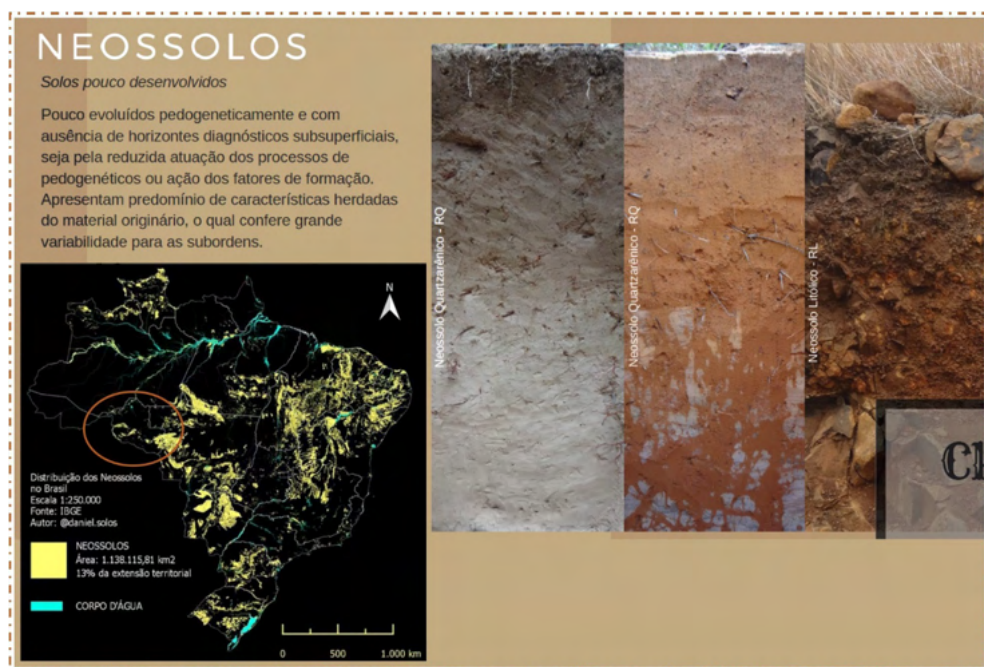 NEOSSOLOS
Solos pouco desenvolvidos
Pouco evoluídos pedogeneticamente e com
ausência de horizontes diagnósticos subsuperficiais,
seja pela reduzida atuação dos processos de
pedogenéticos ou ação dos fatores de formação.
Apresentam predomínio de características herdadas
do material originário, o qual confere grande
variabilidade para as subordens.
N
Distribuição dos Neossolos
no Brasil
Escala 1:250.000
Fonte: IBGE
Autor: @daniel.solos
NEOSSOLOS
Área: 1.138.115,81 km2
13% da extensão territorial
CORPO D'ÁGUA
0 500 1.000 km
Neossolo Quartzarênico - RQ
Neossolo Quartzarênico - RQ
Neossolo Litólico - RL